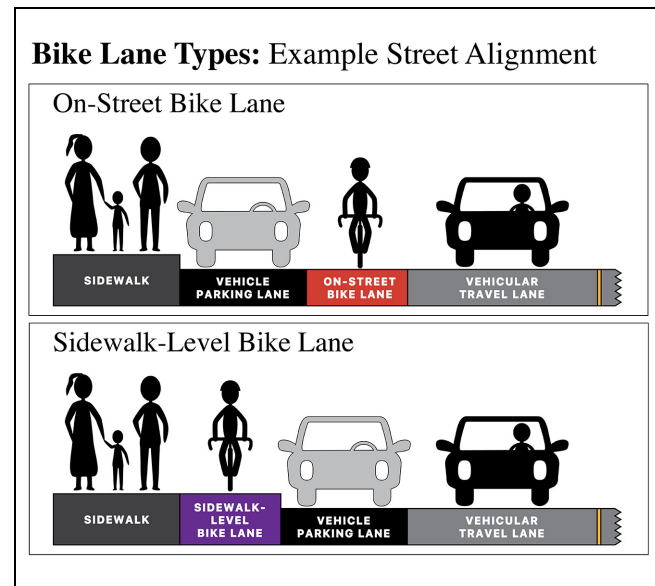 Bike Lane Types: Example Street Alignment
On-Street Bike Lane
SIDEWALK
VEHICLE
PARKING LANE
ON-STREET
BIKE LANE
VEHICULAR
TRAVEL LANE
Sidewalk-Level Bike Lane
SIDEWALK
SIDEWALK-
LEVEL
BIKE LANE
VEHICLE
PARKING LANE
VEHICULAR
TRAVEL LANE